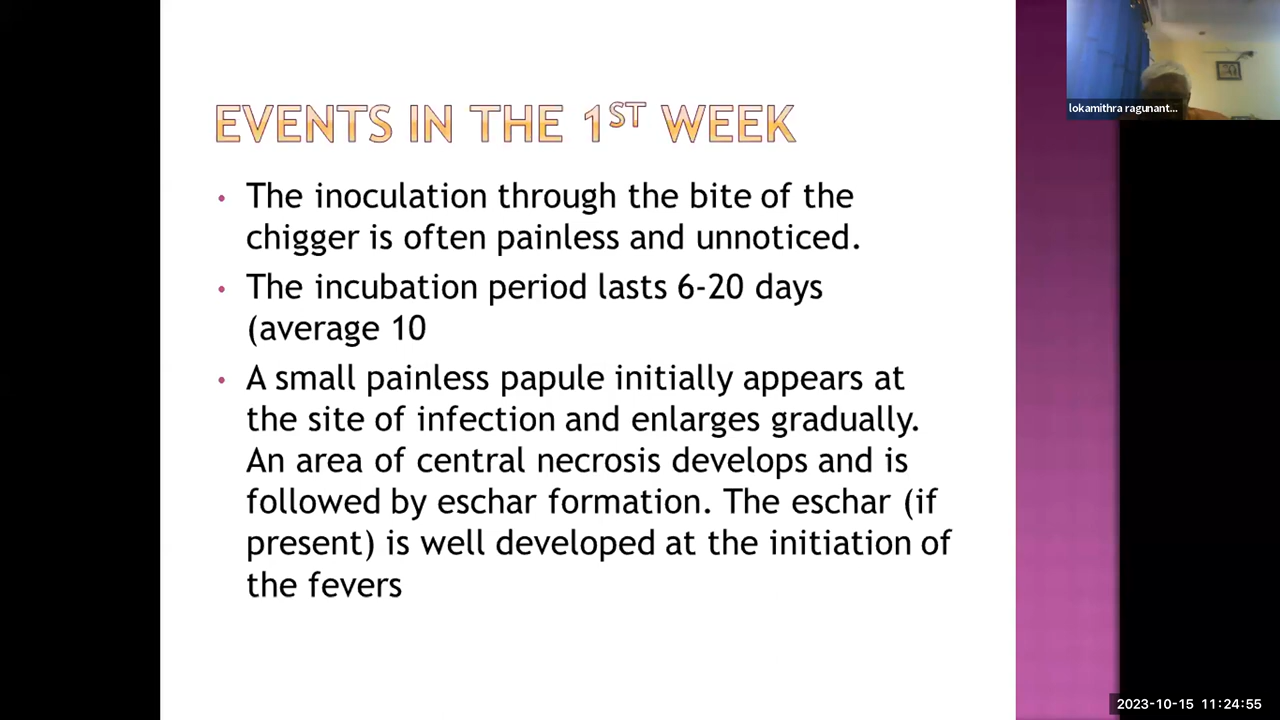 EVENTS IN THE 1ST WEEK
• The inoculation through the bite of the
chigger is often painless and unnoticed.
• The incubation period lasts 6-20 days
(average 10
• A small painless papule initially appears at
the site of infection and enlarges gradually.
An area of central necrosis develops and is
followed by eschar formation. The eschar (if
present) is well developed at the initiation of
the fevers
lokamithra ragunant...
2023-10-15 11:24:55